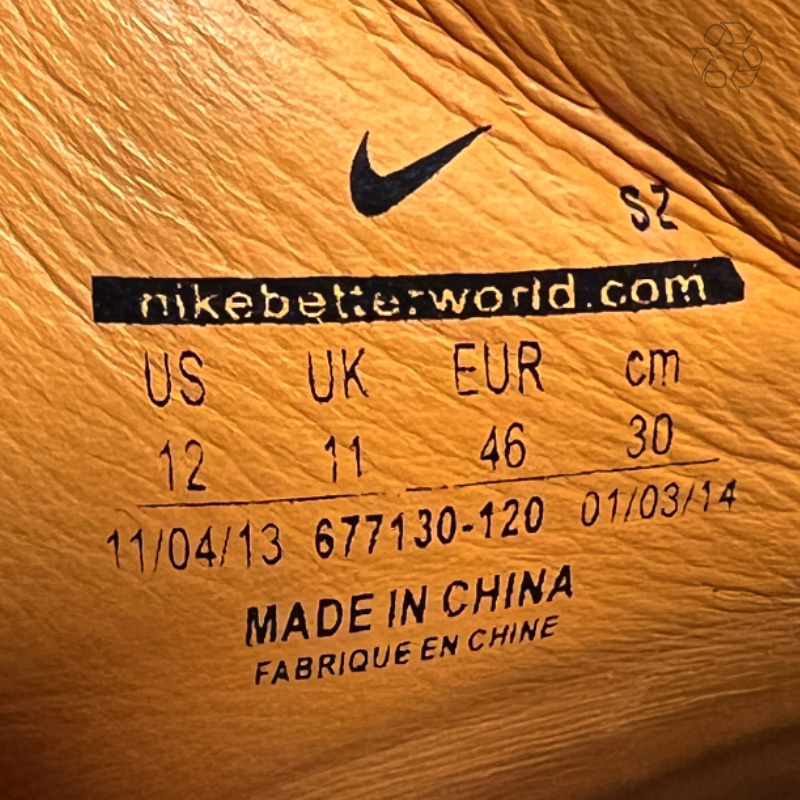 SZ
nikebetterworld.com
US UK EUR cm
12 11 46 30
11/04/13 677130-120 01/03/14
MADE IN CHINA
FABRIQUE EN CHINE